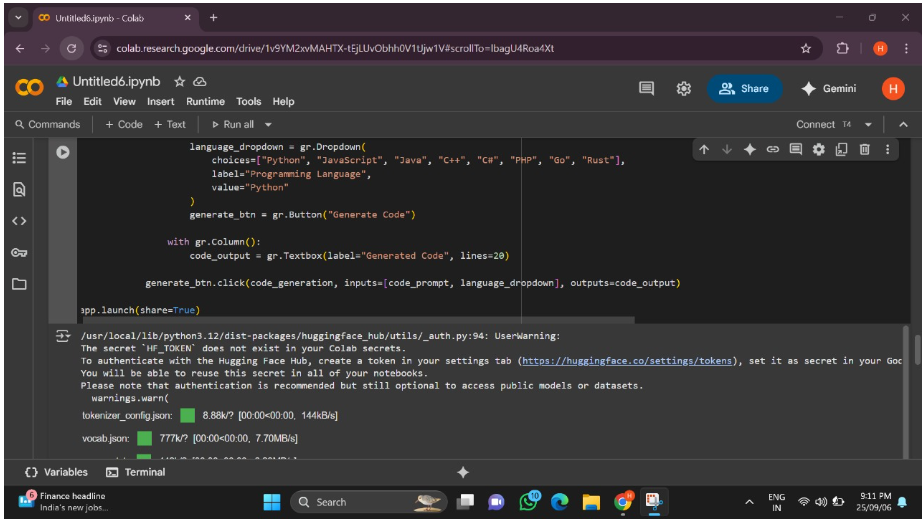 Untitled6.ipynb - Colab
colab.research.google.com/drive/1v9YM2xvMAHTX-tEjLUvObhh0V1tJjw1V#scrollTo=IbagU4Roa4Xt
H
CO Untitled6.ipynb
File Edit View Insert Runtime Tools Help
Share
Gemini
H
Commands + Code + Text Run all
Connect T4
language_dropdown = gr.Dropdown(
choices=["Python", "JavaScript", "Java", "C++", "C#", "PHP", "Go", "Rust"],
label="Programming Language",
value="Python"
)
generate_btn = gr.Button("Generate Code")
with gr.Column():
code_output = gr.Textbox(label="Generated Code", lines=20)
generate_btn.click(code_generation, inputs=[code_prompt, language_dropdown], outputs=code_output)
app.launch(share=True)
/usr/local/lib/python3.12/dist-packages/huggingface_hub/utils/_auth.py:94: UserWarning:
The secret `HF_TOKEN` does not exist in your Colab secrets.
To authenticate with the Hugging Face Hub, create a token in your settings tab (https://huggingface.co/settings/tokens), set it as secret in your Goo
You will be able to reuse this secret in all of your notebooks.
Please note that authentication is recommended but still optional to access public models or datasets.
warnings.warn(
tokenizer_config.json: 8.88k/? [00:00<00:00, 144kB/s]
vocab.json: 777k/? [00:00<00:00, 7.70MB/s]
{} Variables Terminal
6
Finance headline
India's new jobs...
Search
10
ENG
IN
9:11 PM
25/09/06